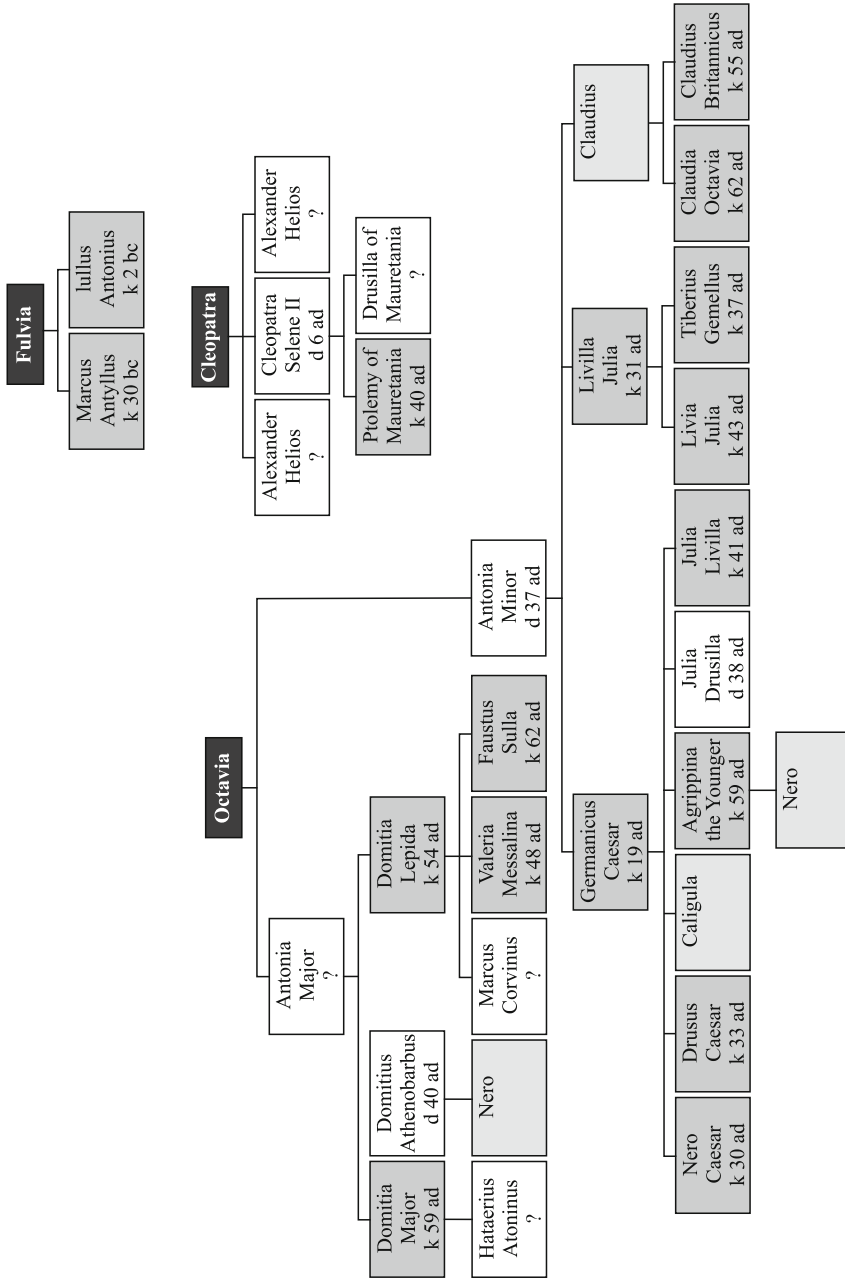 Fulvia
Marcus
Antyllus
k 30 bc
Iullus
Antonius
k 2 bc
Cleopatra
Alexander
Helios
?
Cleopatra
Selene II
d 6 ad
Alexander
Helios
?
Ptolemy of
Mauretania
k 40 ad
Drusilla of
Mauretania
?
Octavia
Antonia
Major
?
Antonia
Minor
d 37 ad
Domitia
Major
k 59 ad
Domitius
Athenobarbus
d 40 ad
Domitia
Lepida
k 54 ad
Hataerius
Atoninus
?
Nero
Marcus
Corvinus
?
Valeria
Messalina
k 48 ad
Faustus
Sulla
k 62 ad
Germanicus
Caesar
k 19 ad
Livilla
Julia
k 31 ad
Claudius
Nero
Caesar
k 30 ad
Drusus
Caesar
k 33 ad
Caligula
Agrippina
the Younger
k 59 ad
Julia
Drusilla
d 38 ad
Julia
Livilla
k 41 ad
Livia
Julia
k 43 ad
Tiberius
Gemellus
k 37 ad
Claudia
Octavia
k 62 ad
Claudius
Britannicus
k 55 ad
Nero